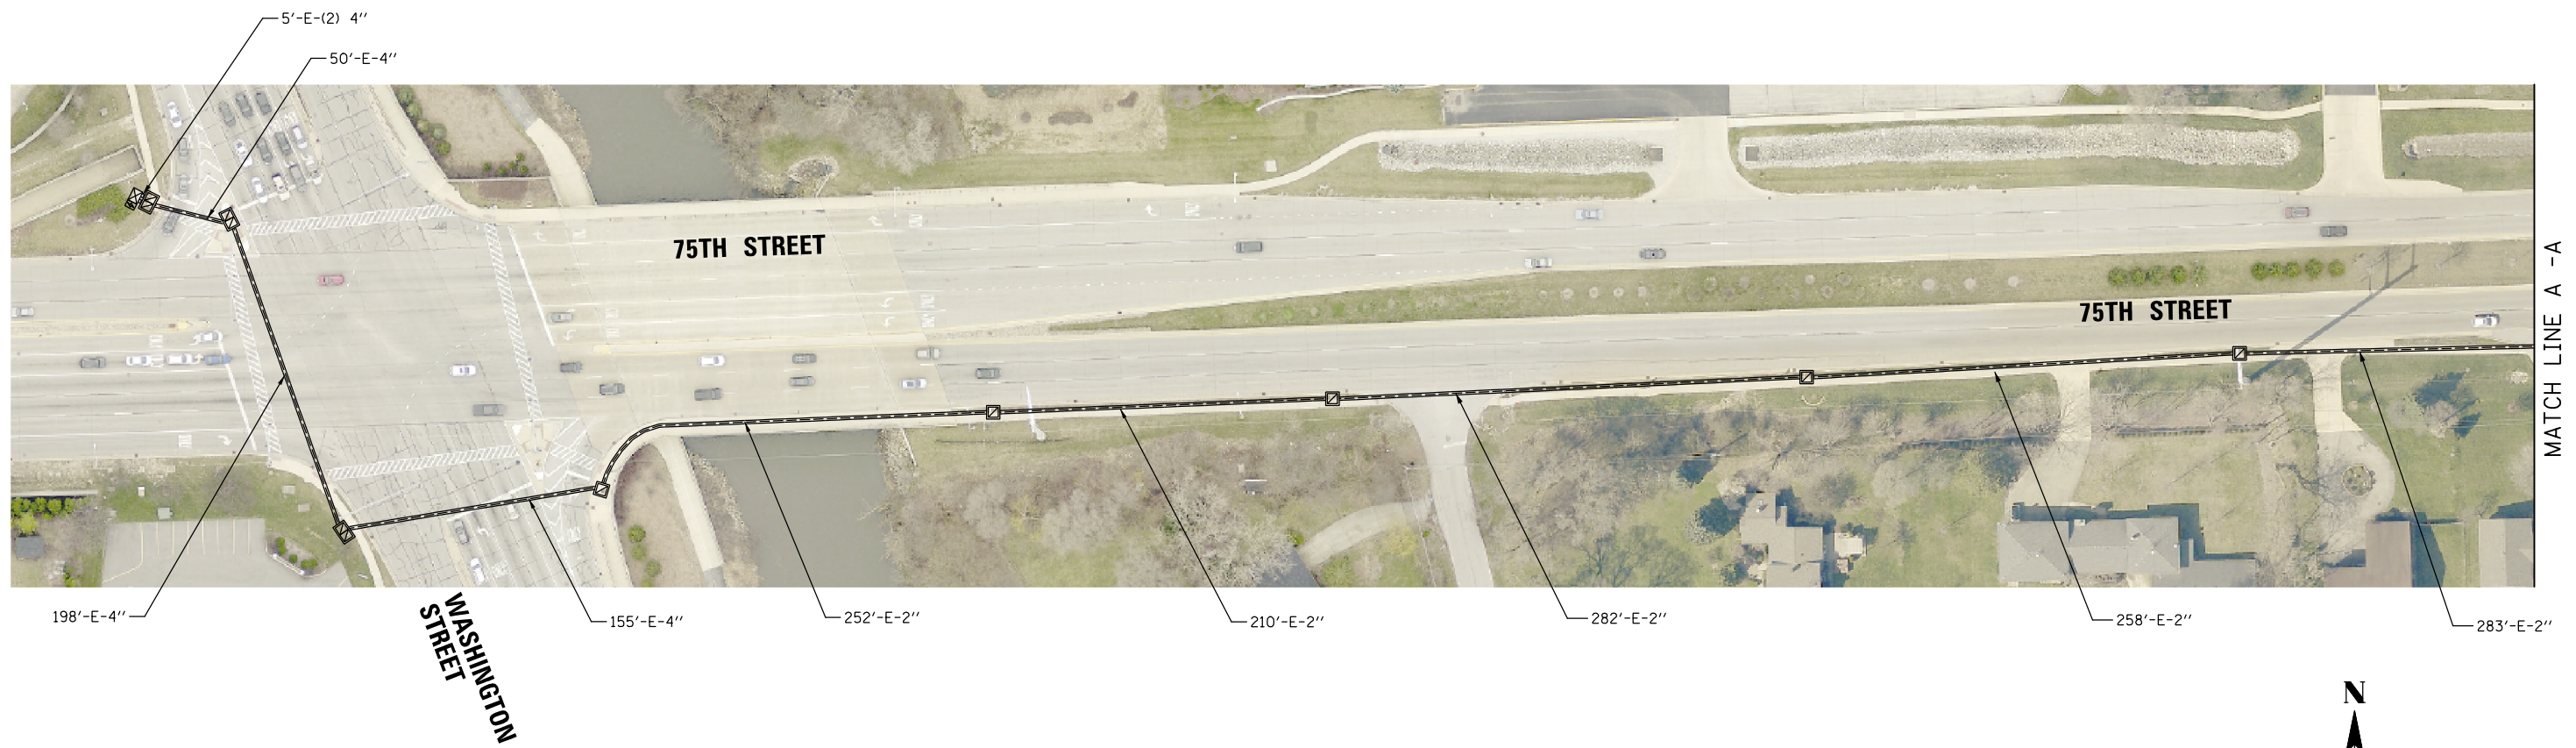 5'-E-(2) 4''
50'-E-4''
75TH STREET
75TH STREET
MATCH LINE A -A
198'-E-4''
WASHINGTON
STREET
155'-E-4''
252'-E-2''
210'-E-2''
282'-E-2''
258'-E-2''
283'-E-2''
N